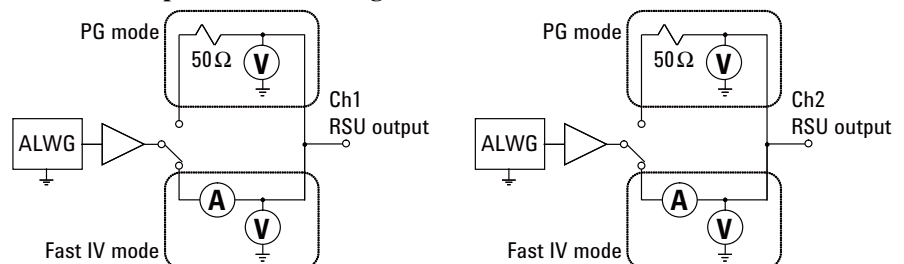 PG mode
50Ω
V
Ch1
RSU output
ALWG
A
V
Fast IV mode
PG mode
50Ω
V
Ch2
RSU output
ALWG
A
V
Fast IV mode